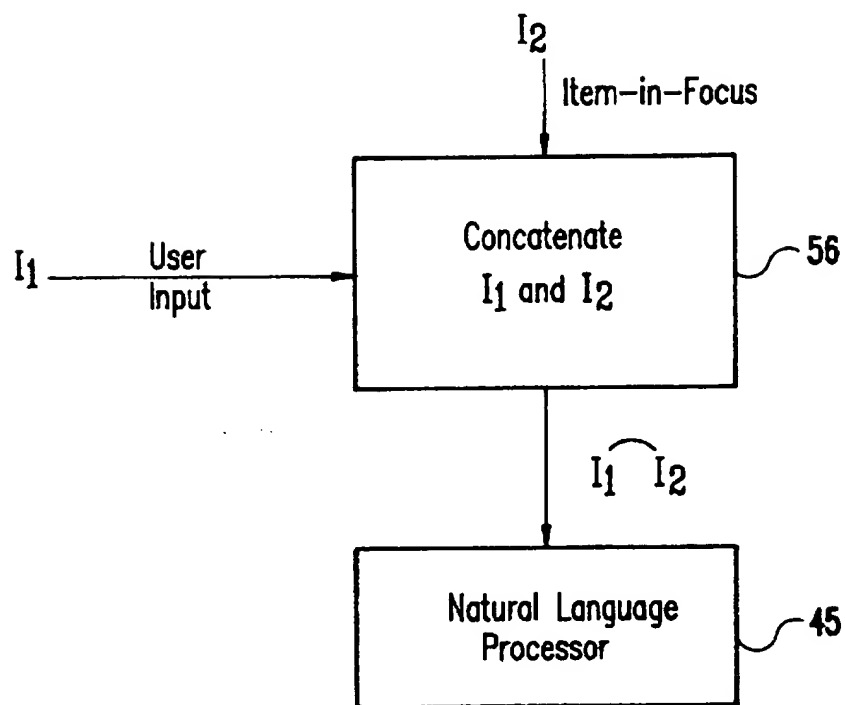 I2
Item-in-Focus
I1
User
Input
Concatenate
I1 and I2
56
I1⁀I2
Natural Language
Processor
45